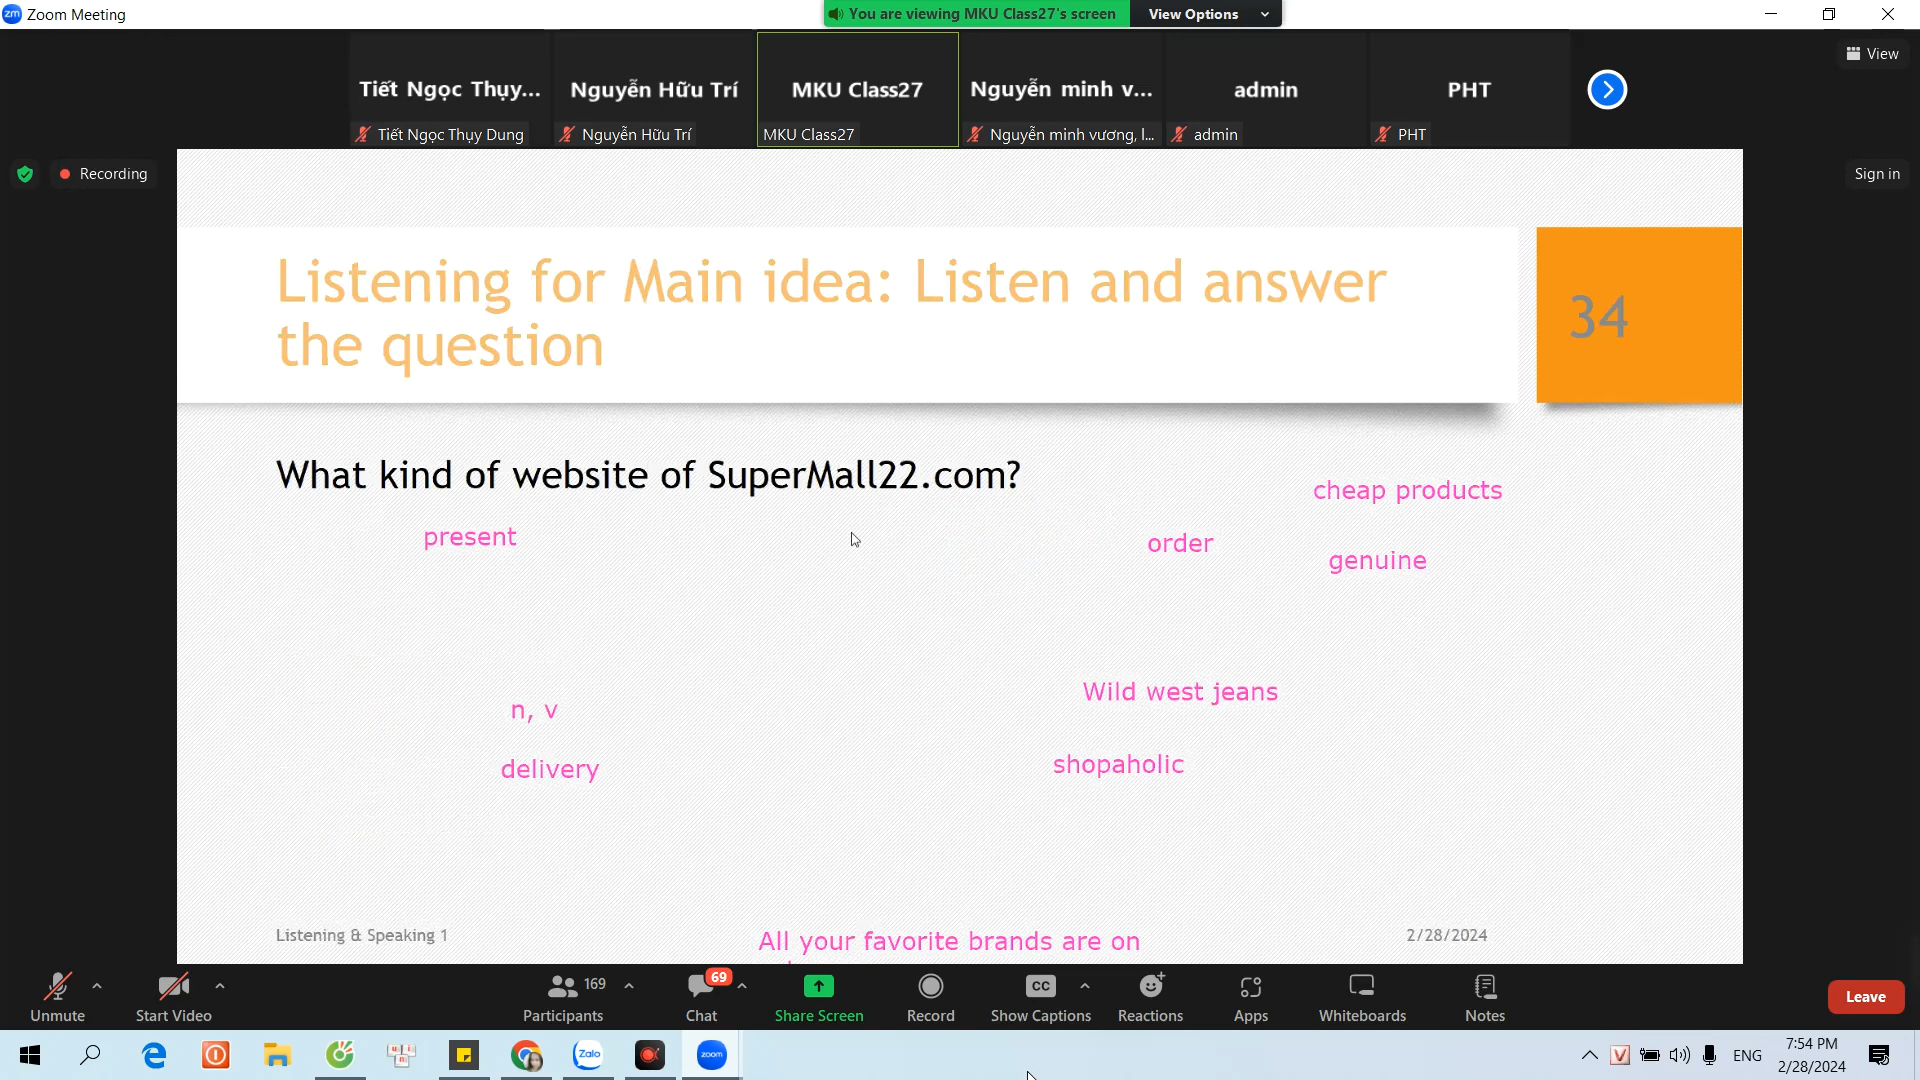 Zoom Meeting
You are viewing MKU Class27's screen
View Options
View
Tiết Ngọc Thụy...
Nguyễn Hữu Trí
MKU Class27
Nguyễn minh v...
admin
PHT
Tiết Ngọc Thụy Dung
Nguyễn Hữu Trí
MKU Class27
Nguyễn minh vương, l...
admin
PHT
Recording
Sign in
Listening for Main idea: Listen and answer
the question
34
What kind of website of SuperMall22.com?
cheap products
present
order
genuine
Wild west jeans
n, v
delivery
shopaholic
Listening & Speaking 1
All your favorite brands are on
2/28/2024
69
169
CC
Unmute
Start Video
Participants
Chat
Share Screen
Record
Show Captions
Reactions
Apps
Whiteboards
Notes
Leave
Zalo
zoom
ENG
7:54 PM
2/28/2024